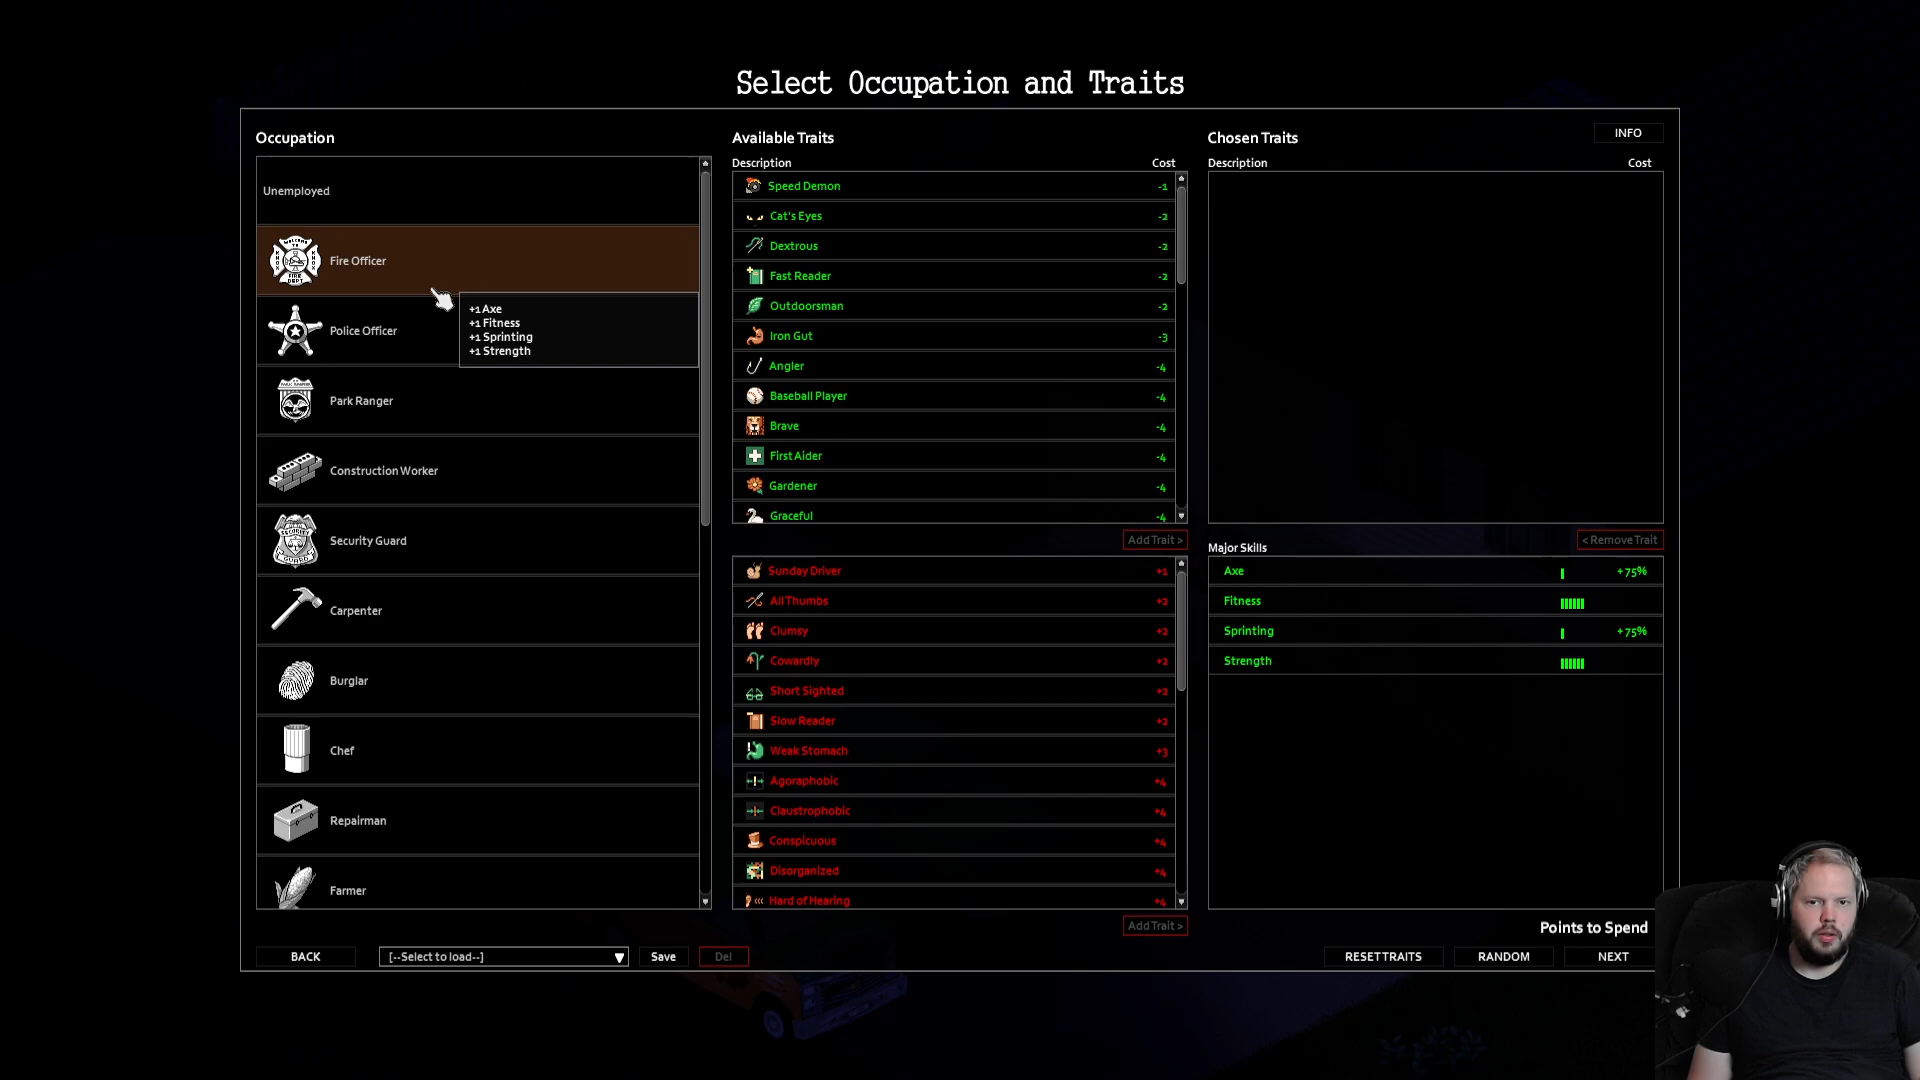 Select Occupation and Traits
Occupation
Unemployed
Fire Officer
Police Officer
Park Ranger
Construction Worker
Security Guard
Carpenter
Burglar
Chef
Repairman
Farmer
+1 Axe
+1 Fitness
+1 Sprinting
+1 Strength
Available Traits
Description Cost
Speed Demon -1
Cat's Eyes -2
Dextrous -2
Fast Reader -2
Outdoorsman -2
Iron Gut -3
Angler -4
Baseball Player -4
Brave -4
First Aider -4
Gardener -4
Graceful -4
Add Trait >
Sunday Driver +1
All Thumbs +2
Clumsy +2
Cowardly +2
Short Sighted +2
Slow Reader +2
Weak Stomach +3
Agoraphobic +4
Claustrophobic +4
Conspicuous +4
Disorganized +4
Hard of Hearing +4
Add Trait >
Chosen Traits
INFO
Description Cost
< Remove Trait
Major Skills
Axe +75%
Fitness
Sprinting +75%
Strength
Points to Spend
BACK
[--Select to load--]
Save
Del
RESET TRAITS
RANDOM
NEXT